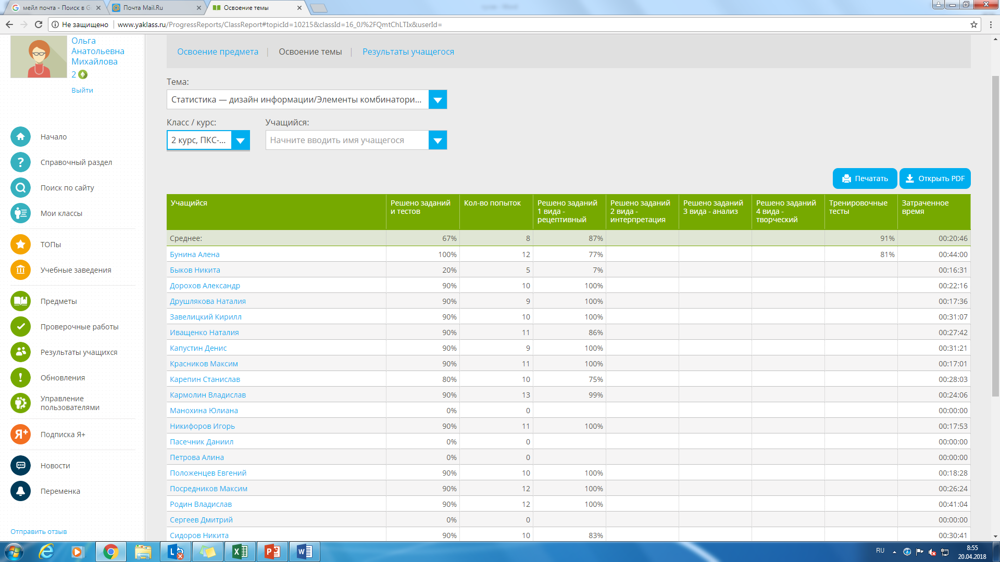 мейл почта - Поиск в G
Почта Mail.Ru
Освоение темы
Не защищено
www.yaklass.ru/ProgressReports/ClassReport#topicId=10215&classId=16_0J%2FQmtChLTIx&userId=
Ольга
Анатольевна
Михайлова
2
Выйти
Начало
Справочный раздел
Поиск по сайту
Мои классы
ТОПы
Учебные заведения
Предметы
Проверочные работы
Результаты учащихся
Обновления
Управление
пользователями
Я+ Подписка Я+
Новости
Переменка
Отправить отзыв
Освоение предмета | Освоение темы | Результаты учащегося
Тема:
Статистика — дизайн информации/Элементы комбинатори...
Класс / курс: Учащийся:
2 курс, ПКС-... Начните вводить имя учащегося
Печатать Открыть PDF
Учащийся
Решено заданий
и тестов
Кол-во попыток
Решено заданий
1 вида -
рецептивный
Решено заданий
2 вида -
интерпретация
Решено заданий
3 вида - анализ
Решено заданий
4 вида -
творческий
Тренировочные
тесты
Затраченное
время
Среднее: 67% 8 87% 91% 00:20:46
Бунина Алена 100% 12 77% 81% 00:44:00
Быков Никита 20% 5 7% 00:16:31
Дорохов Александр 90% 10 100% 00:22:16
Друшлякова Наталия 90% 9 100% 00:17:36
Завелицкий Кирилл 90% 10 100% 00:31:07
Иващенко Наталия 90% 11 86% 00:27:42
Капустин Денис 90% 9 100% 00:31:21
Красников Максим 90% 11 100% 00:17:01
Карепин Станислав 80% 10 75% 00:28:03
Кармолин Владислав 90% 13 99% 00:24:06
Манохина Юлиана 0% 0 00:00:00
Никифоров Игорь 90% 11 100% 00:17:53
Пасечник Даниил 0% 0 00:00:00
Петрова Алина 0% 0 00:00:00
Положенцев Евгений 90% 10 100% 00:18:28
Посредников Максим 90% 12 100% 00:26:24
Родин Владислав 90% 12 100% 00:41:04
Сергеев Дмитрий 0% 0 00:00:00
Сидоров Никита 90% 10 83% 00:30:41
RU
8:55
20.04.2018